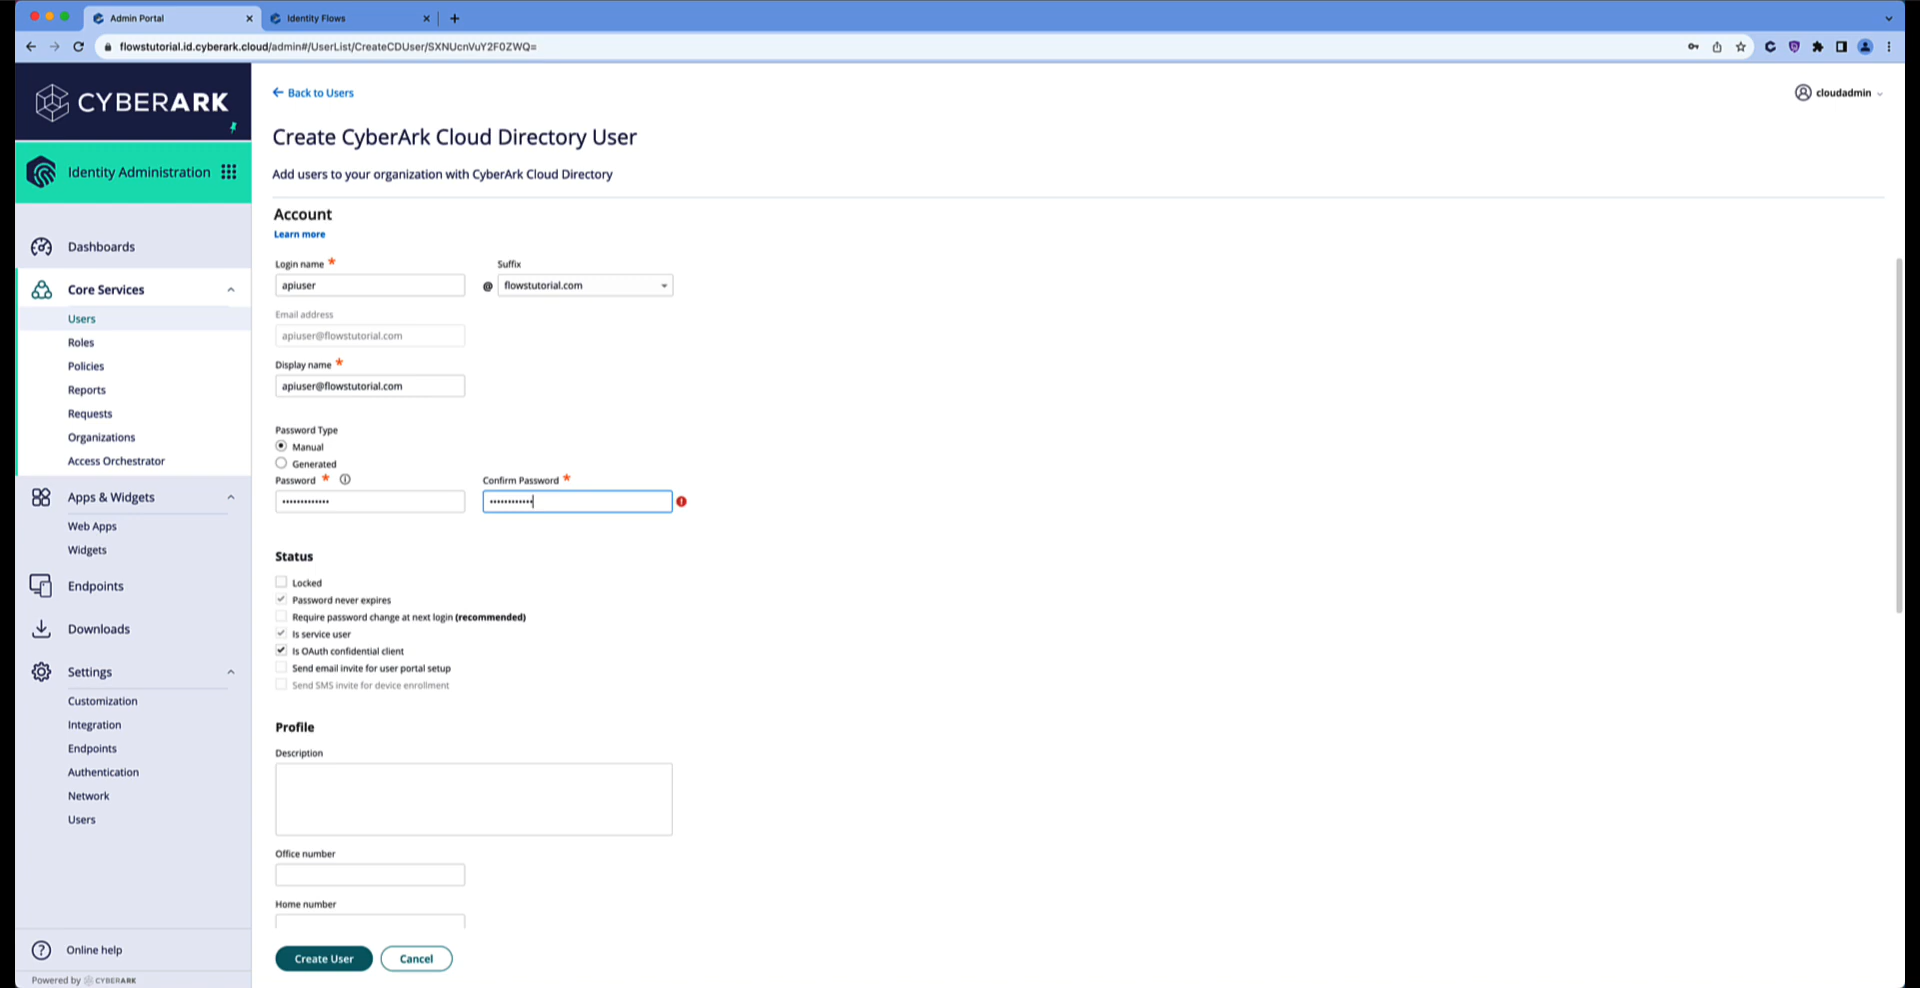 Admin Portal
Identity Flows
flowstutorial.id.cyberark.cloud/admin#/UserList/CreateCDUser/SXNUcnVuY2F0ZWQ=
CYBERARK
Identity Administration
Dashboards
Core Services
Users
Roles
Policies
Reports
Requests
Organizations
Access Orchestrator
Apps & Widgets
Web Apps
Widgets
Endpoints
Downloads
Settings
Customization
Integration
Endpoints
Authentication
Network
Users
Online help
Powered by CYBERARK
Back to Users
cloudadmin
Create CyberArk Cloud Directory User
Add users to your organization with CyberArk Cloud Directory
Account
Learn more
Login name *
Suffix
apiuser
@ flowstutorial.com
Email address
apiuser@flowstutorial.com
Display name *
apiuser@flowstutorial.com
Password Type
Manual
Generated
Password *
Confirm Password *
Status
Locked
Password never expires
Require password change at next login (recommended)
Is service user
Is OAuth confidential client
Send email invite for user portal setup
Send SMS invite for device enrollment
Profile
Description
Office number
Home number
Create User
Cancel